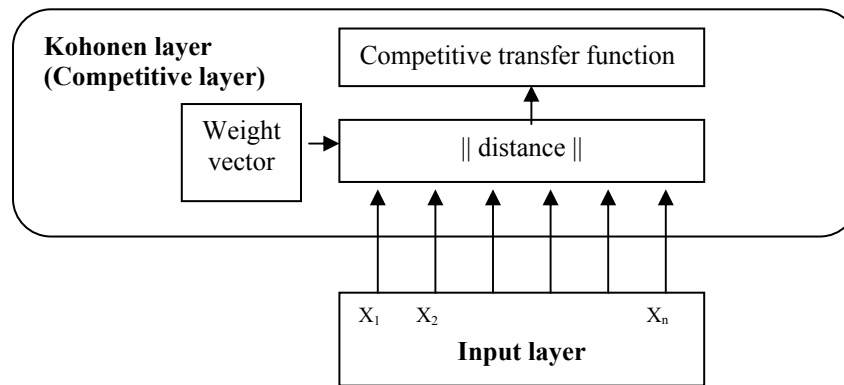 Kohonen layer
(Competitive layer)
Competitive transfer function
Weight
vector
|| distance ||
X₁ X₂ Xₙ
Input layer